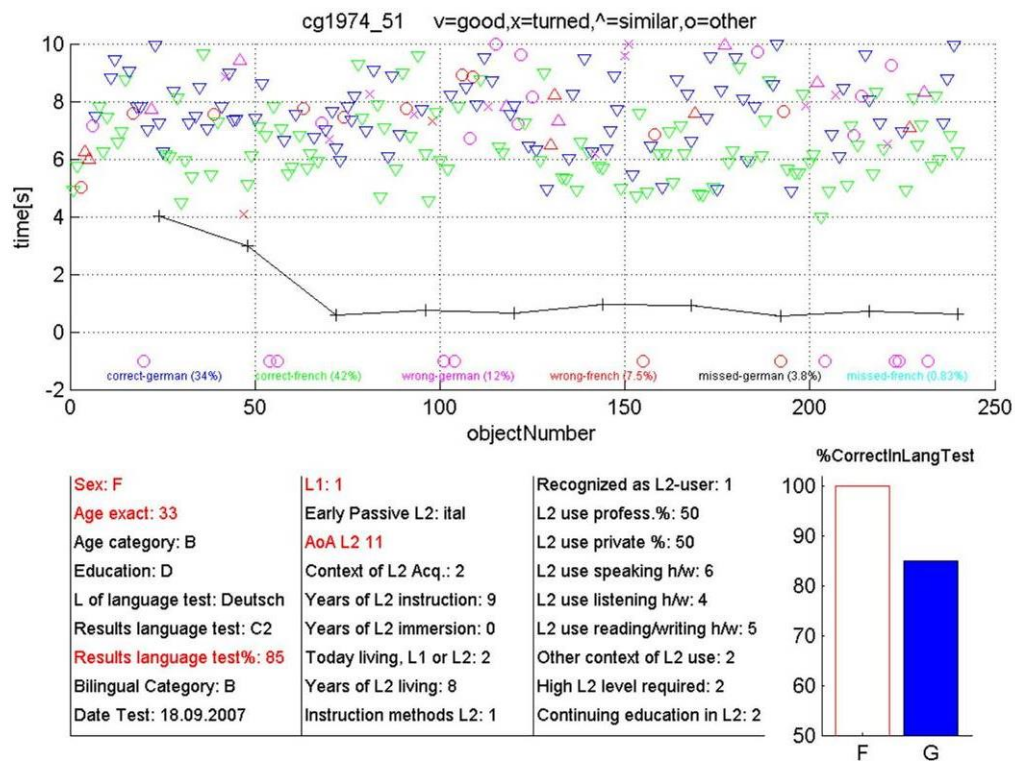 cg1974_51 v=good,x=turned,^=similar,o=other
10
8
6
4
2
0
-2
time[s]
correct-german (34%) correct-french (42%) wrong-german (12%) wrong-french (7.5%) missed-german (3.8%) missed-french (0.83%)
0 50 100 150 200 250
objectNumber
Sex: F
Age exact: 33
Age category: B
Education: D
L of language test: Deutsch
Results language test: C2
Results language test%: 85
Bilingual Category: B
Date Test: 18.09.2007
L1: 1
Early Passive L2: ital
AoA L2 11
Context of L2 Acq.: 2
Years of L2 instruction: 9
Years of L2 immersion: 0
Today living, L1 or L2: 2
Years of L2 living: 8
Instruction methods L2: 1
Recognized as L2-user: 1
L2 use profess.%: 50
L2 use private %: 50
L2 use speaking h/w: 6
L2 use listening h/w: 4
L2 use reading/writing h/w: 5
Other context of L2 use: 2
High L2 level required: 2
Continuing education in L2: 2
%CorrectInLangTest
100
90
80
70
60
50
F G